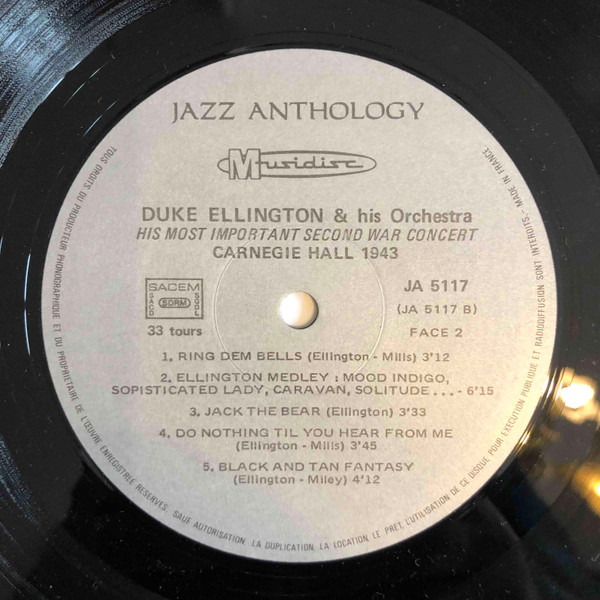 JAZZ ANTHOLOGY
Musidisc
DUKE ELLINGTON & his Orchestra
HIS MOST IMPORTANT SECOND WAR CONCERT
CARNEGIE HALL 1943
SACEM
SACD SDRM SGDL
33 tours
JA 5117
(JA 5117 B)
FACE 2
1. RING DEM BELLS (Ellington - Mills) 3'12
2. ELLINGTON MEDLEY : MOOD INDIGO,
SOPISTICATED LADY, CARAVAN, SOLITUDE . . . - 6'15
3. JACK THE BEAR (Ellington) 3'33
4. DO NOTHING TIL YOU HEAR FROM ME
(Ellington - Mills) 3'45
5. BLACK AND TAN FANTASY
(Ellington - Miley) 4'12
TOUS DROITS DU PRODUCTEUR PHONOGRAPHIQUE ET DU PROPRIETAIRE DE L'ŒUVRE ENREGISTREE RESERVES. SAUF AUTORISATION. LA DUPLICATION, LA LOCATION, LE PRET, L'UTILISATION DE CE DISQUE POUR EXECUTION PUBLIQUE ET RADIODIFFUSION SONT INTERDITS - MADE IN FRANCE.